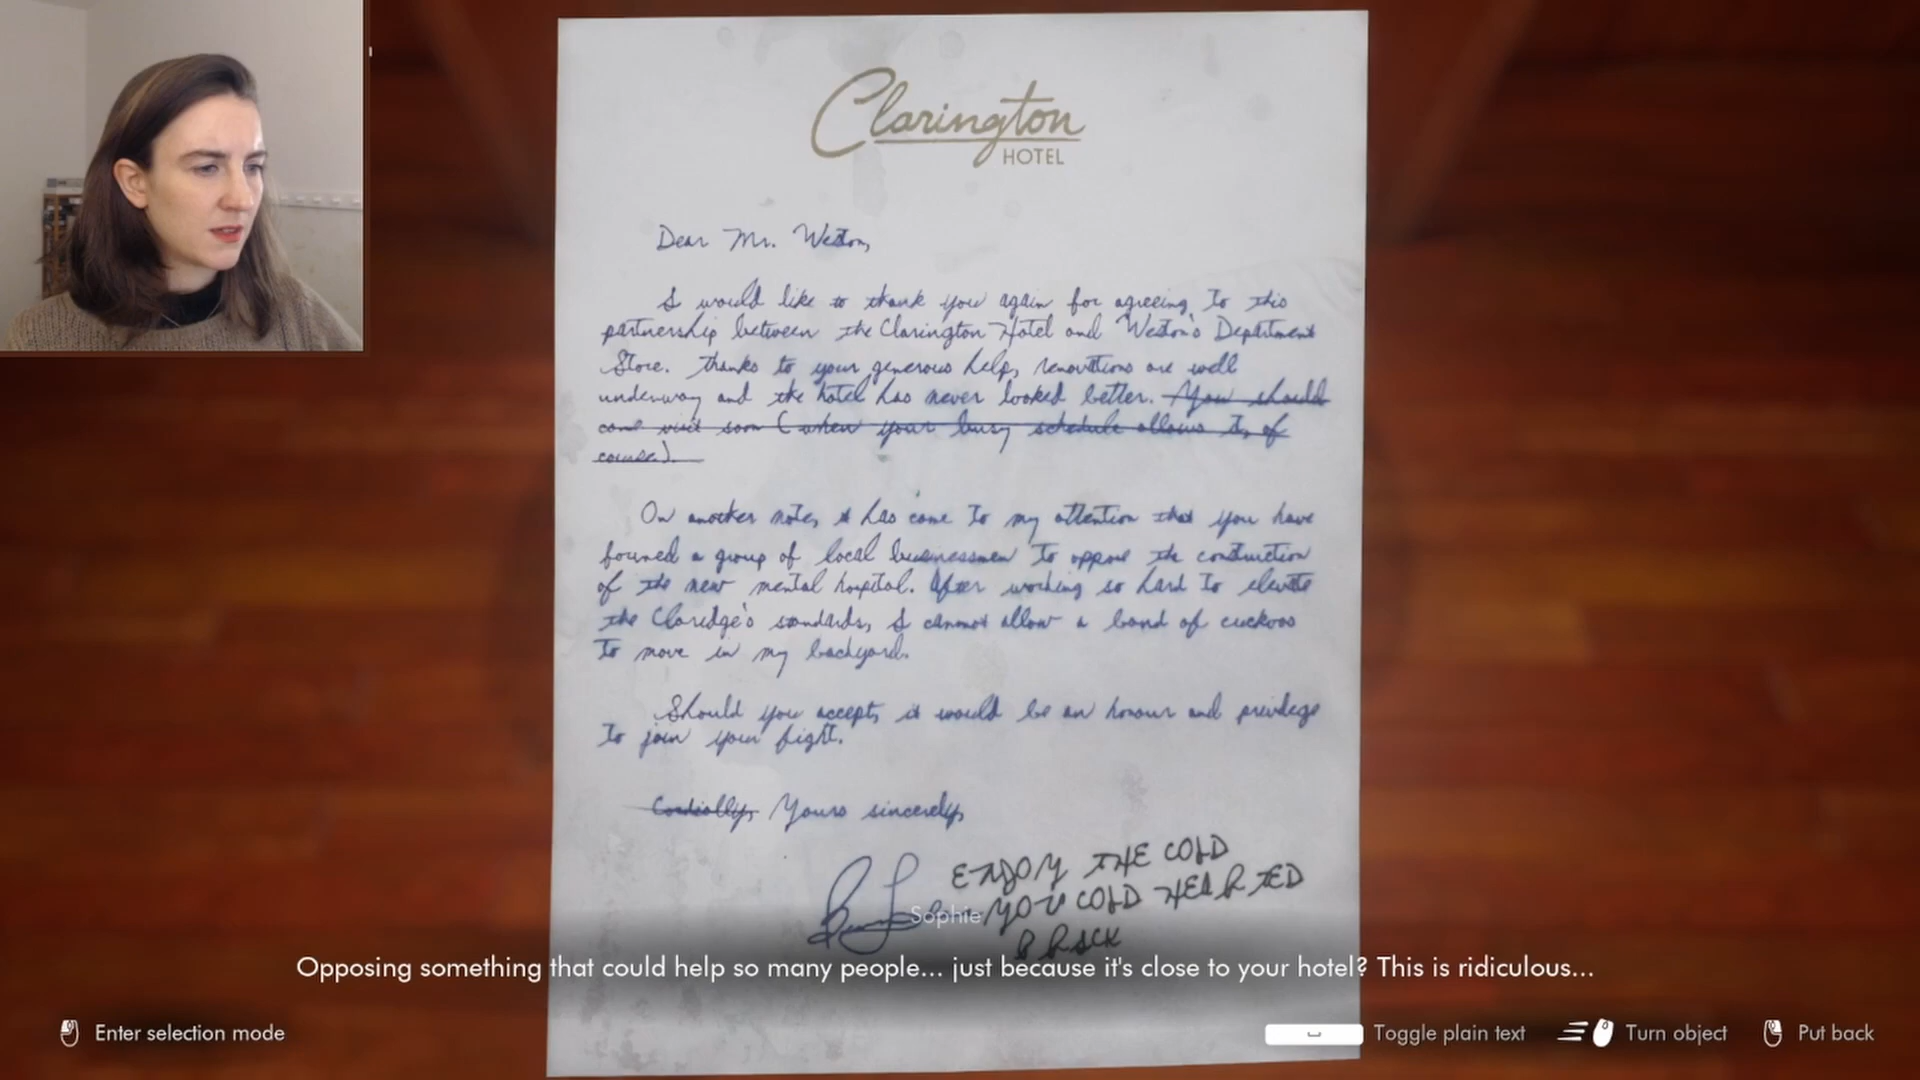 Clarington
HOTEL
Dear Mr. Weston,
I would like to thank you again for agreeing to this
partnership between the Clarington Hotel and Weston's Department
Store. Thanks to your generous help, renovations are well
underway and the hotel has never looked better. You should
come visit soon (when your busy schedule allows it, of
course).
On another note, it has come to my attention that you have
formed a group of local businessmen to oppose the construction
of the new mental hospital. After working so hard to elevate
the Claridge's standards, I cannot allow a band of cuckoos
to move in my backyard.
Should you accept, it would be an honour and privilege
to join your fight.
Cordially, Yours sincerely,
ENJOY THE COLD
YOU COLD HEARTED
Sophie
Opposing something that could help so many people... just because it's close to your hotel? This is ridiculous...
Enter selection mode
Toggle plain text
Turn object
Put back